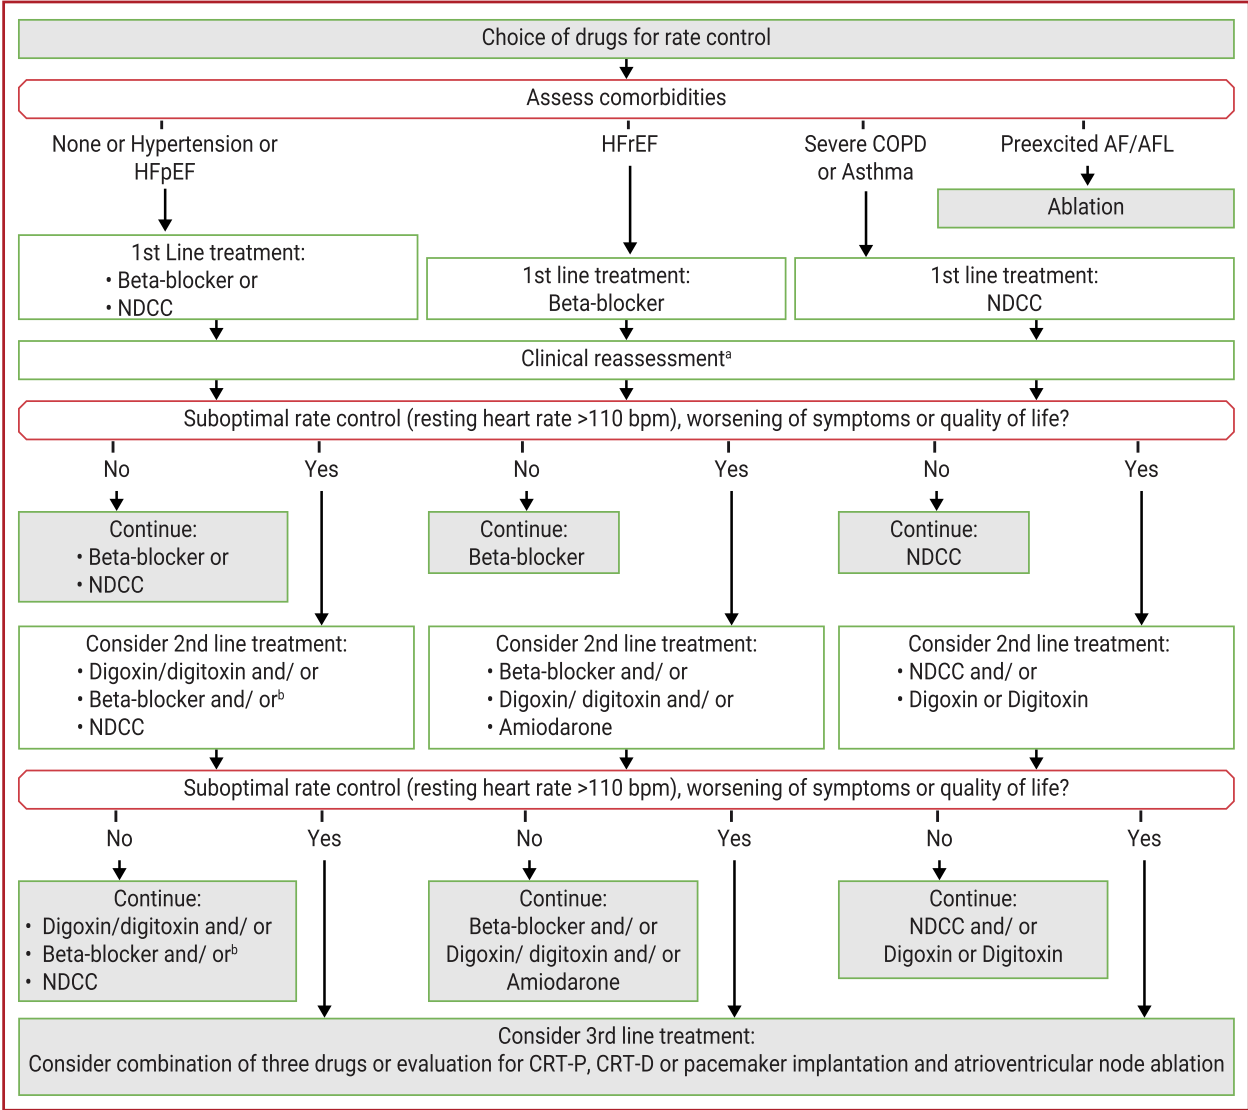 Choice of drugs for rate control
Assess comorbidities
None or Hypertension or
HFpEF
HFrEF
Severe COPD
or Asthma
Preexcited AF/AFL
Ablation
1st Line treatment:
• Beta-blocker or
• NDCC
1st line treatment:
Beta-blocker
1st line treatment:
NDCC
Clinical reassessmentᵃ
Suboptimal rate control (resting heart rate >110 bpm), worsening of symptoms or quality of life?
No
Yes
No
Yes
No
Yes
Continue:
• Beta-blocker or
• NDCC
Continue:
Beta-blocker
Continue:
NDCC
Consider 2nd line treatment:
• Digoxin/digitoxin and/ or
• Beta-blocker and/ orᵇ
• NDCC
Consider 2nd line treatment:
• Beta-blocker and/ or
• Digoxin/ digitoxin and/ or
• Amiodarone
Consider 2nd line treatment:
• NDCC and/ or
• Digoxin or Digitoxin
Suboptimal rate control (resting heart rate >110 bpm), worsening of symptoms or quality of life?
No
Yes
No
Yes
No
Yes
Continue:
• Digoxin/digitoxin and/ or
• Beta-blocker and/ orᵇ
• NDCC
Continue:
Beta-blocker and/ or
Digoxin/ digitoxin and/ or
Amiodarone
Continue:
NDCC and/ or
Digoxin or Digitoxin
Consider 3rd line treatment:
Consider combination of three drugs or evaluation for CRT-P, CRT-D or pacemaker implantation and atrioventricular node ablation